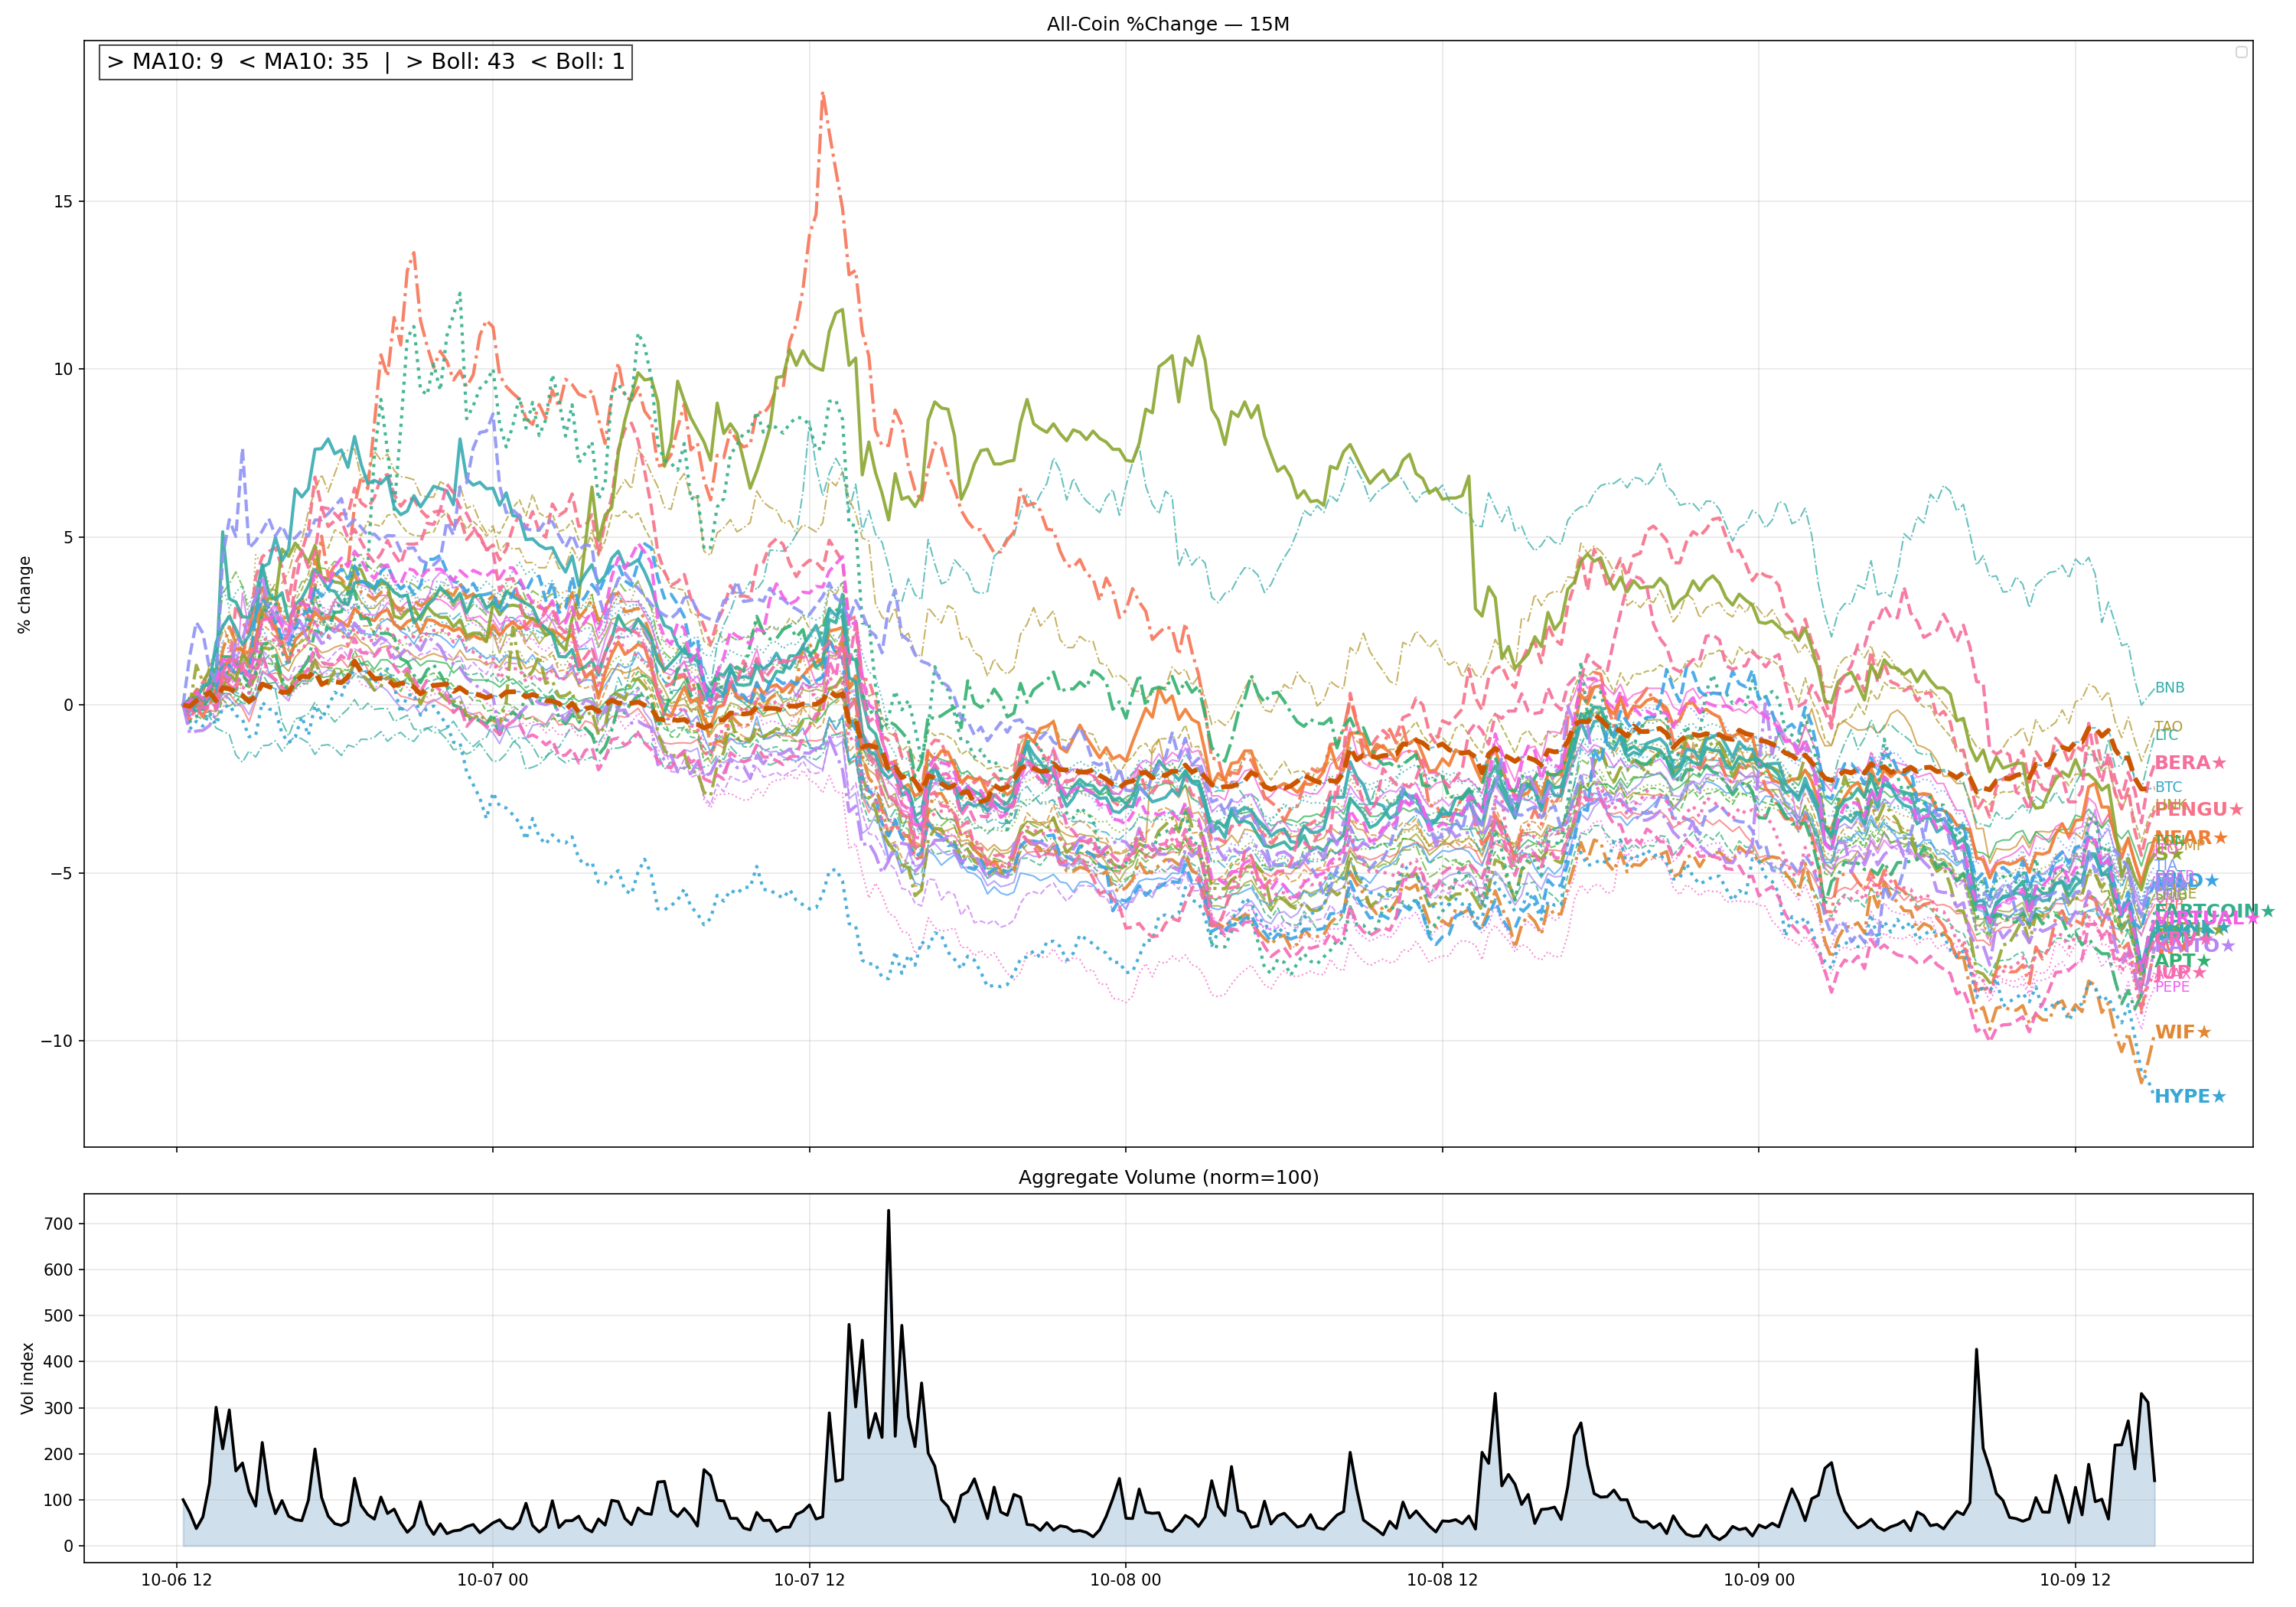 All-Coin %Change — 15M
> MA10: 9  < MA10: 35  |  > Boll: 43  < Boll: 1
% change
15
10
5
0
−5
−10
BNB
TAO
LTC
BERA★
BTC
PENGU★
NEAR★
S★
FARTCOIN★
VIRTUAL★
KAITO★
APT★
JUP★
PEPE
WIF★
HYPE★
Aggregate Volume (norm=100)
Vol index
700
600
500
400
300
200
100
0
10-06 12
10-07 00
10-07 12
10-08 00
10-08 12
10-09 00
10-09 12